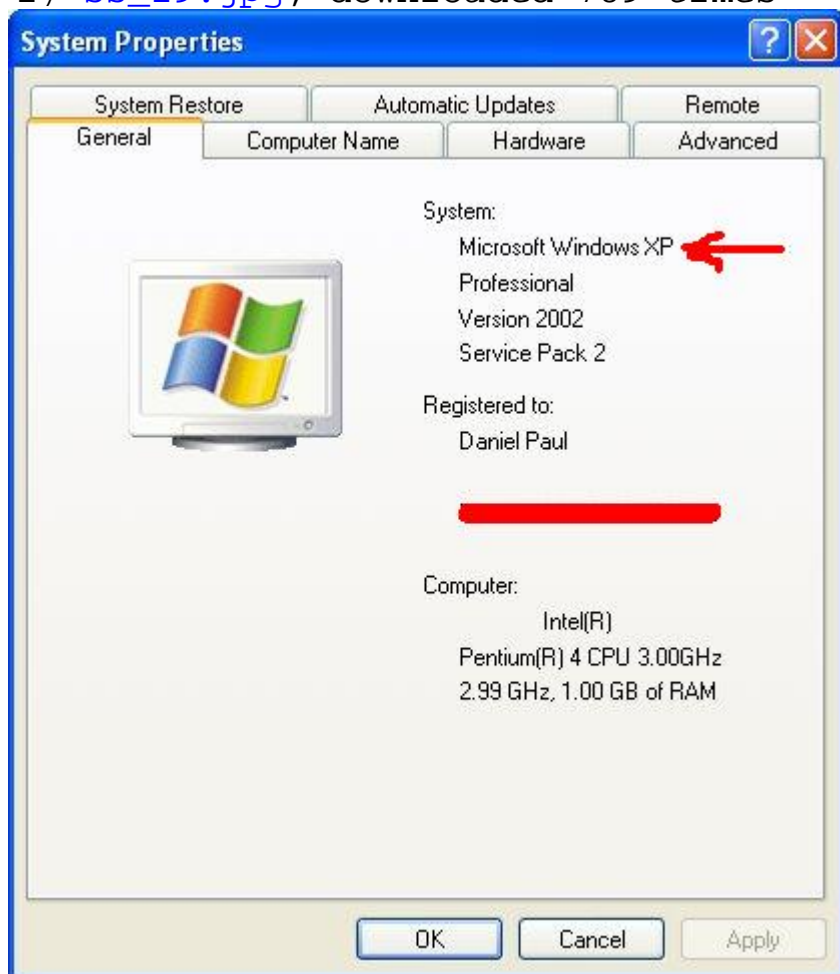 System Properties
System Restore Automatic Updates Remote
General Computer Name Hardware Advanced
System:
Microsoft Windows XP
Professional
Version 2002
Service Pack 2
Registered to:
Daniel Paul
Computer:
Intel(R)
Pentium(R) 4 CPU 3.00GHz
2.99 GHz, 1.00 GB of RAM
OK Cancel Apply